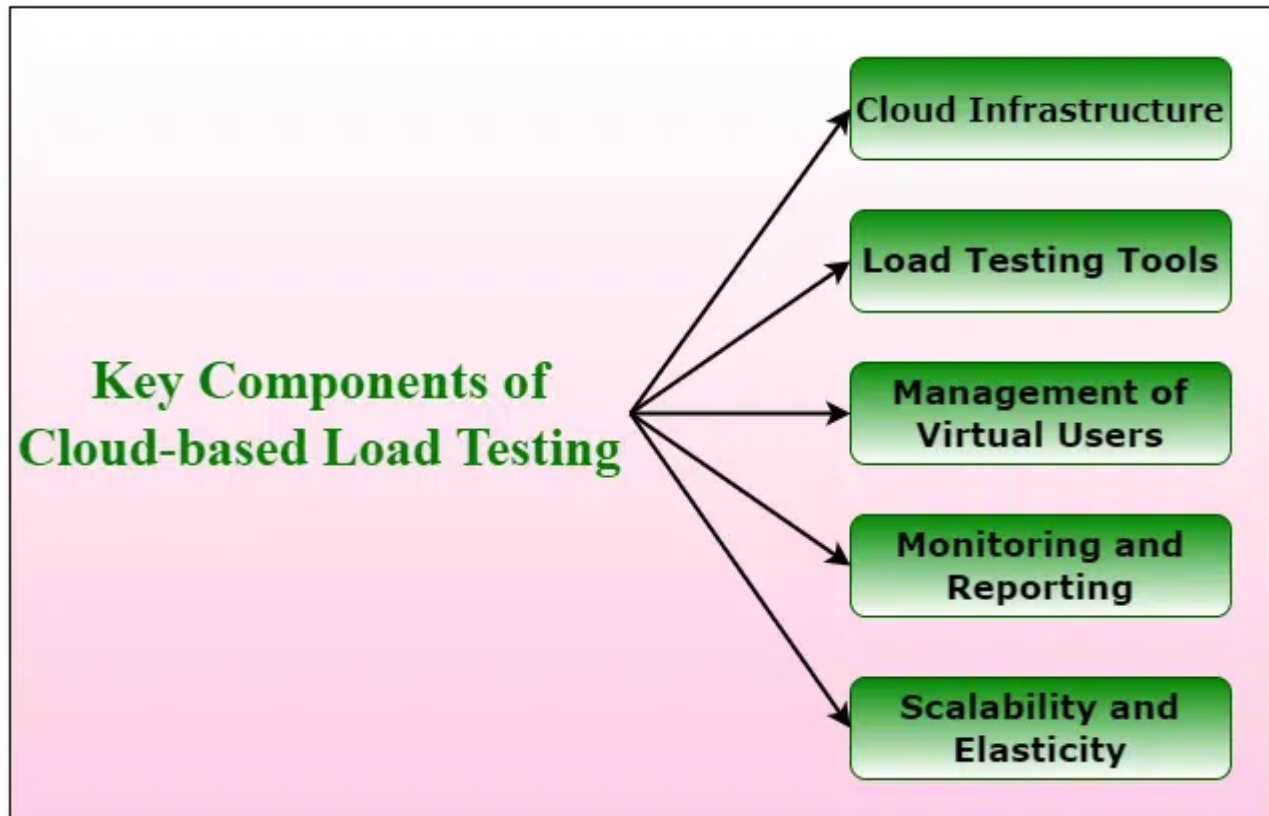 Key Components of
Cloud-based Load Testing
Cloud Infrastructure
Load Testing Tools
Management of
Virtual Users
Monitoring and
Reporting
Scalability and
Elasticity